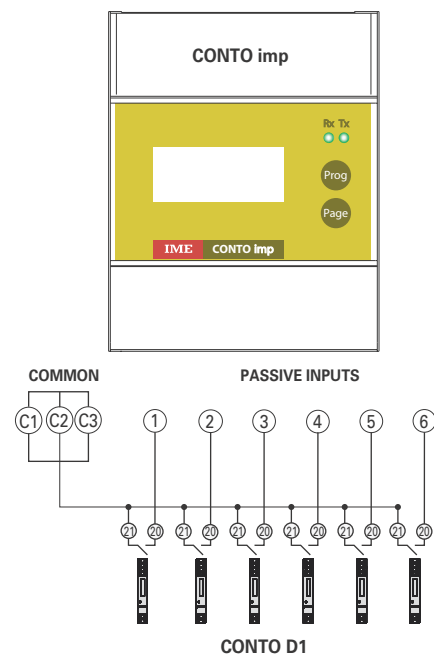 CONTO imp
Rx Tx
Prog
Page
IME CONTO imp
COMMON PASSIVE INPUTS
C1 C2 C3 1 2 3 4 5 6
21 20 21 20 21 20 21 20 21 20 21 20
CONTO D1